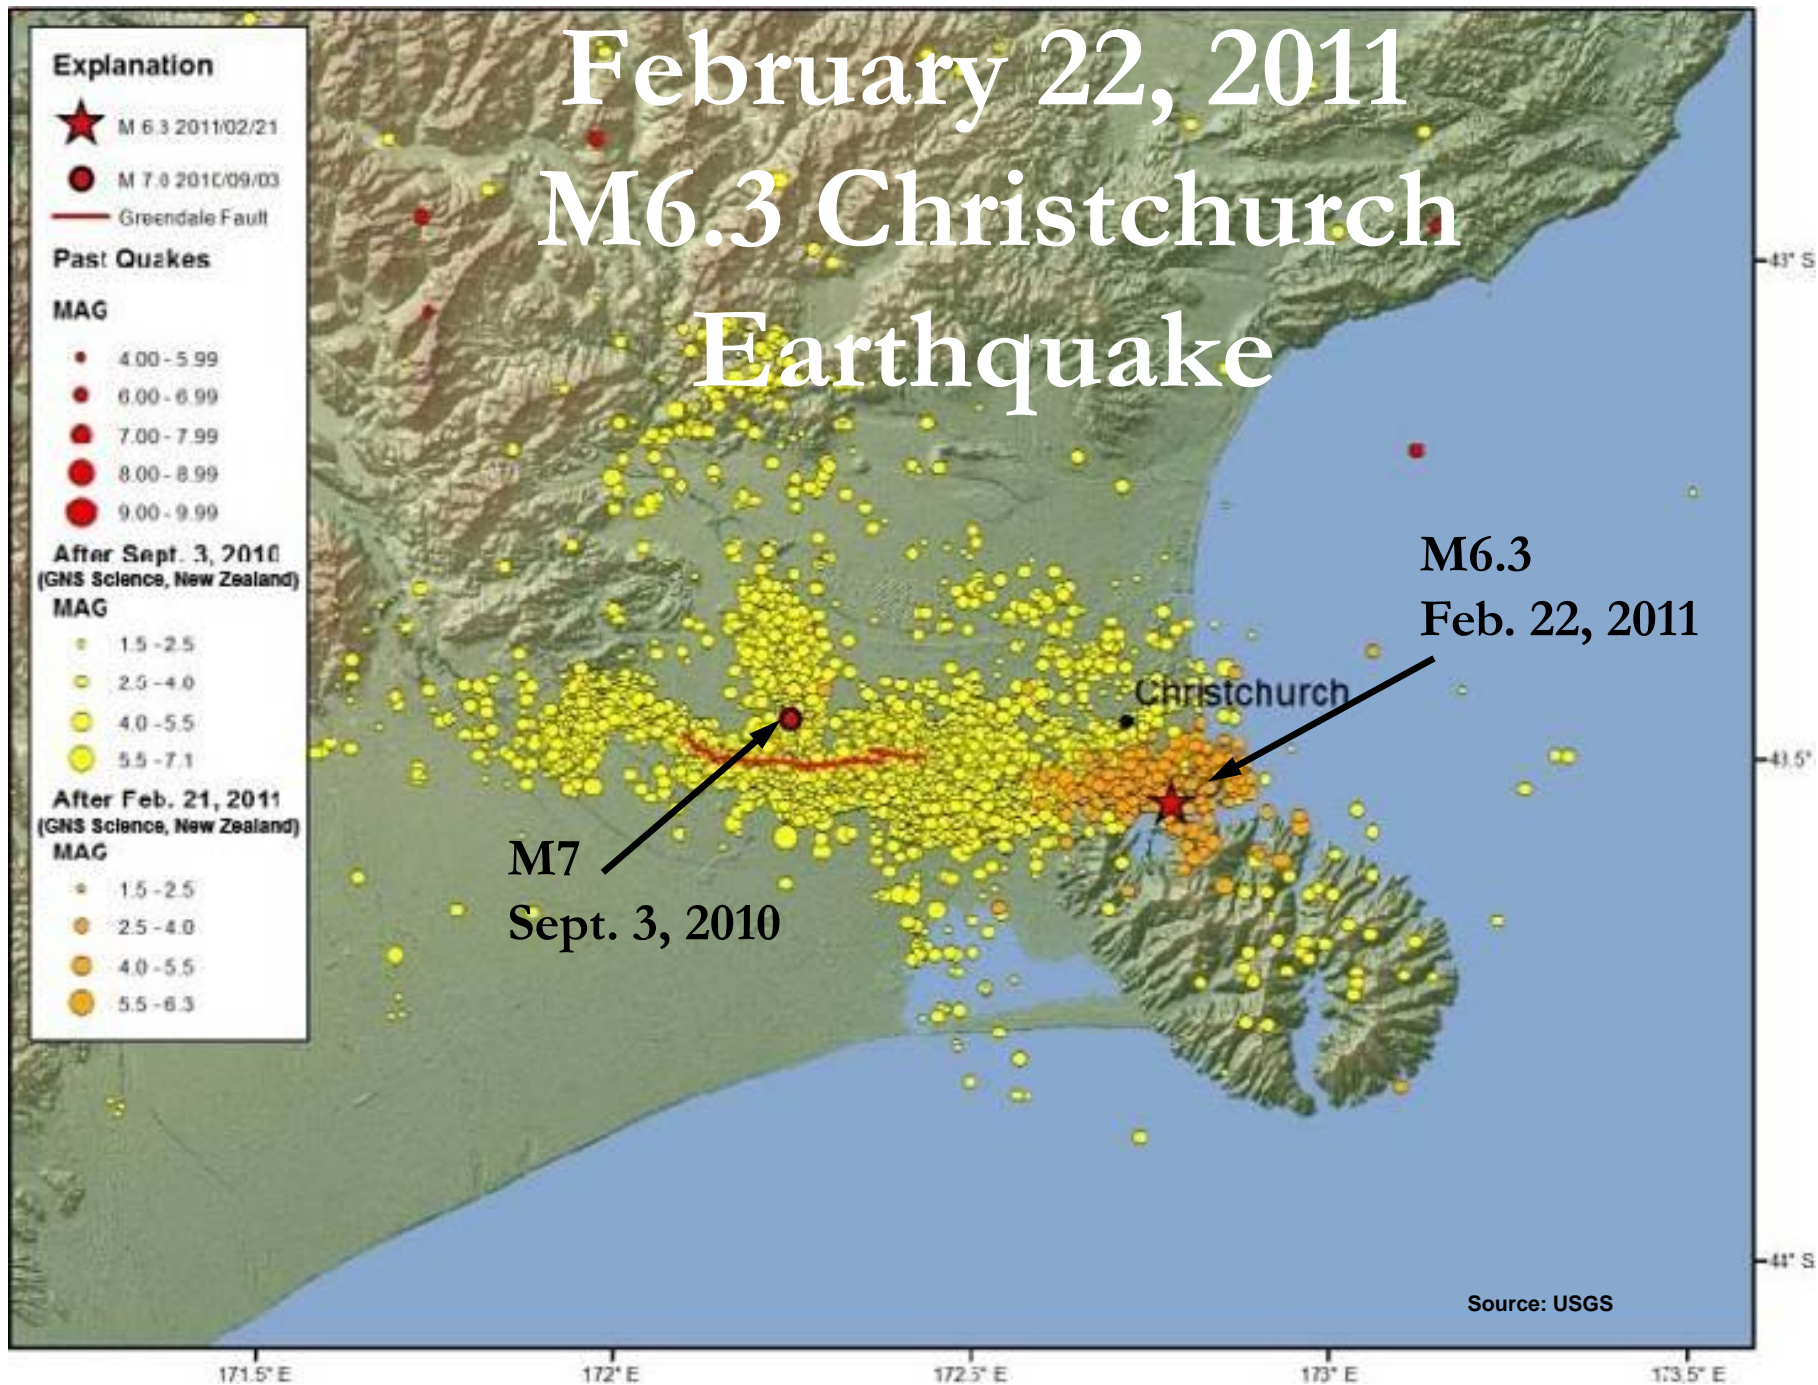 February 22, 2011
M6.3 Christchurch
Earthquake
Explanation
M 6.3 2011/02/21
M 7.0 2010/09/03
Greendale Fault
Past Quakes
MAG
4.00 - 5.99
6.00 - 6.99
7.00 - 7.99
8.00 - 8.99
9.00 - 9.99
After Sept. 3, 2010
(GNS Science, New Zealand)
MAG
1.5 - 2.5
2.5 - 4.0
4.0 - 5.5
5.5 - 7.1
After Feb. 21, 2011
(GNS Science, New Zealand)
MAG
1.5 - 2.5
2.5 - 4.0
4.0 - 5.5
5.5 - 6.3
M6.3
Feb. 22, 2011
Christchurch
M7
Sept. 3, 2010
43° S
43.5°
44° S
Source: USGS
171.5° E
172° E
172.5° E
173° E
173.5° E